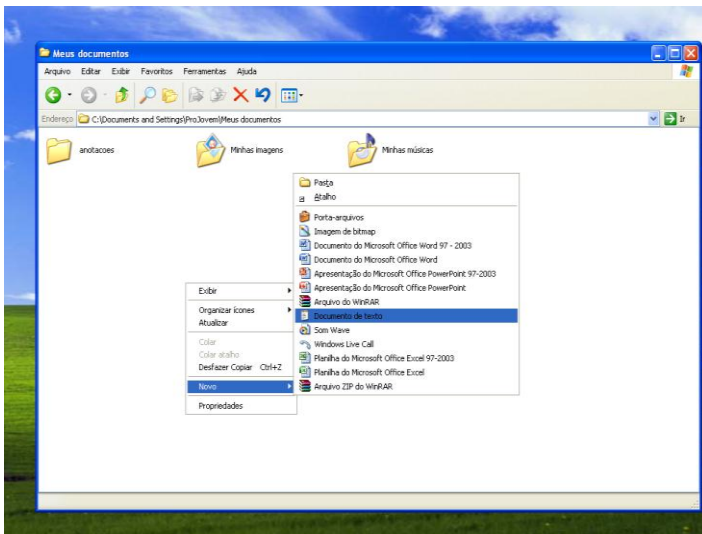 Meus documentos
Arquivo Editar Exibir Favoritos Ferramentas Ajuda
Endereço C:\Documents and Settings\ProJovem\Meus documentos Ir
anotacoes Minhas imagens Minhas músicas
Pasta
Atalho
Porta-arquivos
Imagem de bitmap
Documento do Microsoft Office Word 97 - 2003
Documento do Microsoft Office Word
Apresentação do Microsoft Office PowerPoint 97-2003
Apresentação do Microsoft Office PowerPoint
Arquivo do WinRAR
Documento de texto
Som Wave
Windows Live Call
Planilha do Microsoft Office Excel 97-2003
Planilha do Microsoft Office Excel
Arquivo ZIP do WinRAR
Exibir
Organizar ícones
Atualizar
Colar
Colar atalho
Desfazer Copiar Ctrl+Z
Novo
Propriedades